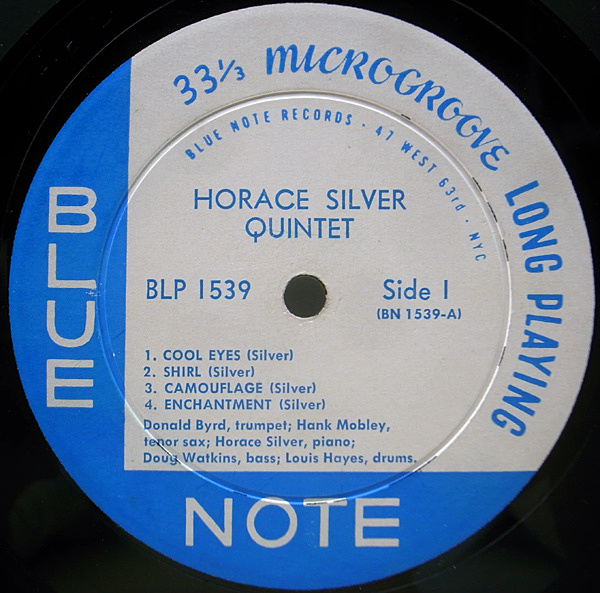 33⅓ MICROGROOVE LONG PLAYING
BLUE NOTE RECORDS · 47 WEST 63rd · NYC
HORACE SILVER
QUINTET
BLP 1539
Side 1
(BN 1539-A)
1. COOL EYES (Silver)
2. SHIRL (Silver)
3. CAMOUFLAGE (Silver)
4. ENCHANTMENT (Silver)
Donald Byrd, trumpet; Hank Mobley,
tenor sax; Horace Silver, piano;
Doug Watkins, bass; Louis Hayes, drums.
BLUE
NOTE